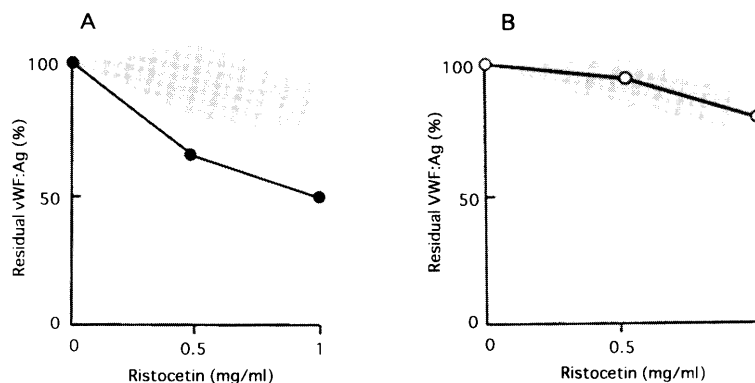 A
Residual vWF:Ag (%)
100
50
0
0
0.5
1
Ristocetin (mg/ml)
B
Residual VWF:Ag (%)
100
50
0
0
0.5
Ristocetin (mg/ml)